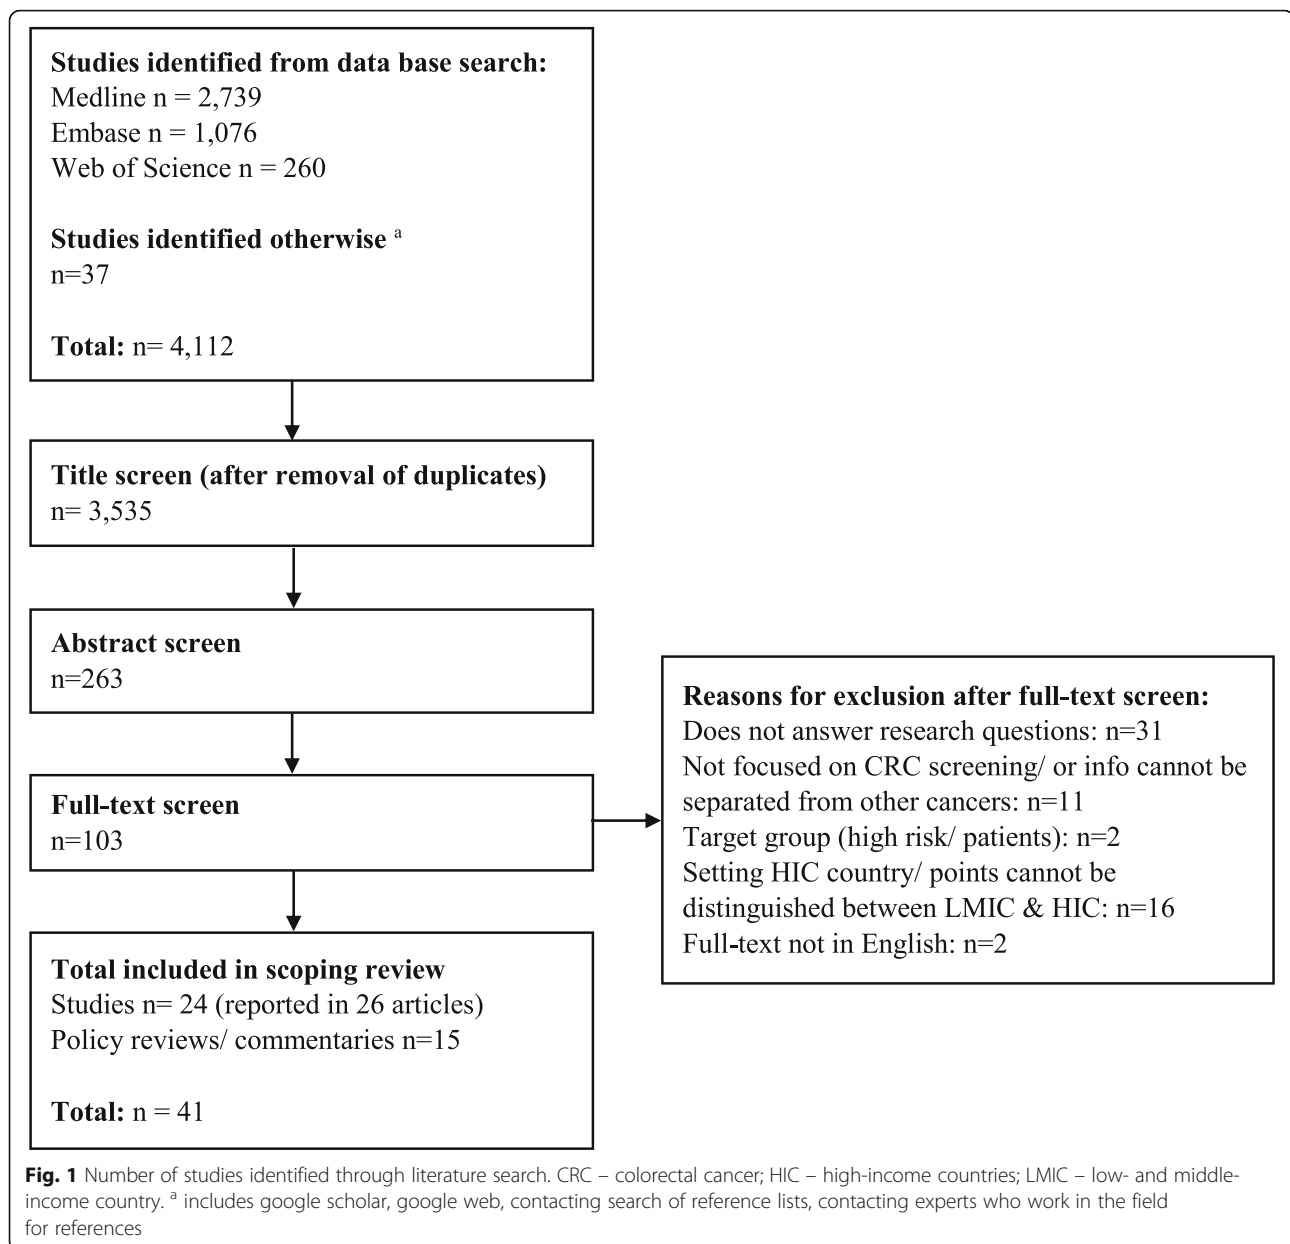 Studies identified from data base search:
Medline n = 2,739
Embase n = 1,076
Web of Science n = 260
Studies identified otherwise a
n=37
Total: n= 4,112
Title screen (after removal of duplicates)
n= 3,535
Abstract screen
n=263
Full-text screen
n=103
Reasons for exclusion after full-text screen:
Does not answer research questions: n=31
Not focused on CRC screening/ or info cannot be
separated from other cancers: n=11
Target group (high risk/ patients): n=2
Setting HIC country/ points cannot be
distinguished between LMIC & HIC: n=16
Full-text not in English: n=2
Total included in scoping review
Studies n= 24 (reported in 26 articles)
Policy reviews/ commentaries n=15
Total: n = 41
Fig. 1 Number of studies identified through literature search. CRC – colorectal cancer; HIC – high-income countries; LMIC – low- and middle-
income country. a includes google scholar, google web, contacting search of reference lists, contacting experts who work in the field
for references